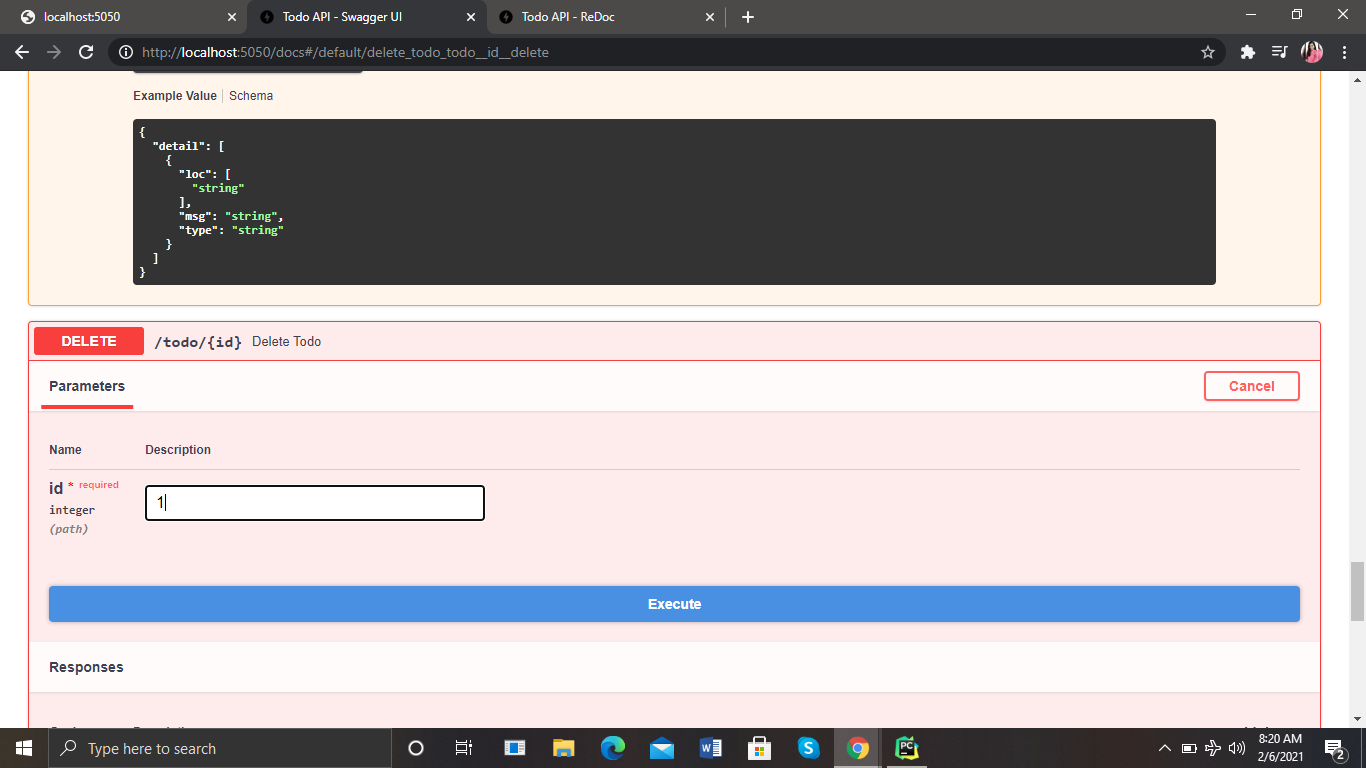 localhost:5050
Todo API - Swagger UI
Todo API - ReDoc
http://localhost:5050/docs#/default/delete_todo_todo__id__delete
Example Value
Schema
{
"detail": [
{
"loc": [
"string"
],
"msg": "string",
"type": "string"
}
]
}
DELETE /todo/{id} Delete Todo
Parameters
Cancel
Name Description
id * required
integer
(path)
1
Execute
Responses
Type here to search
8:20 AM
2/6/2021
2